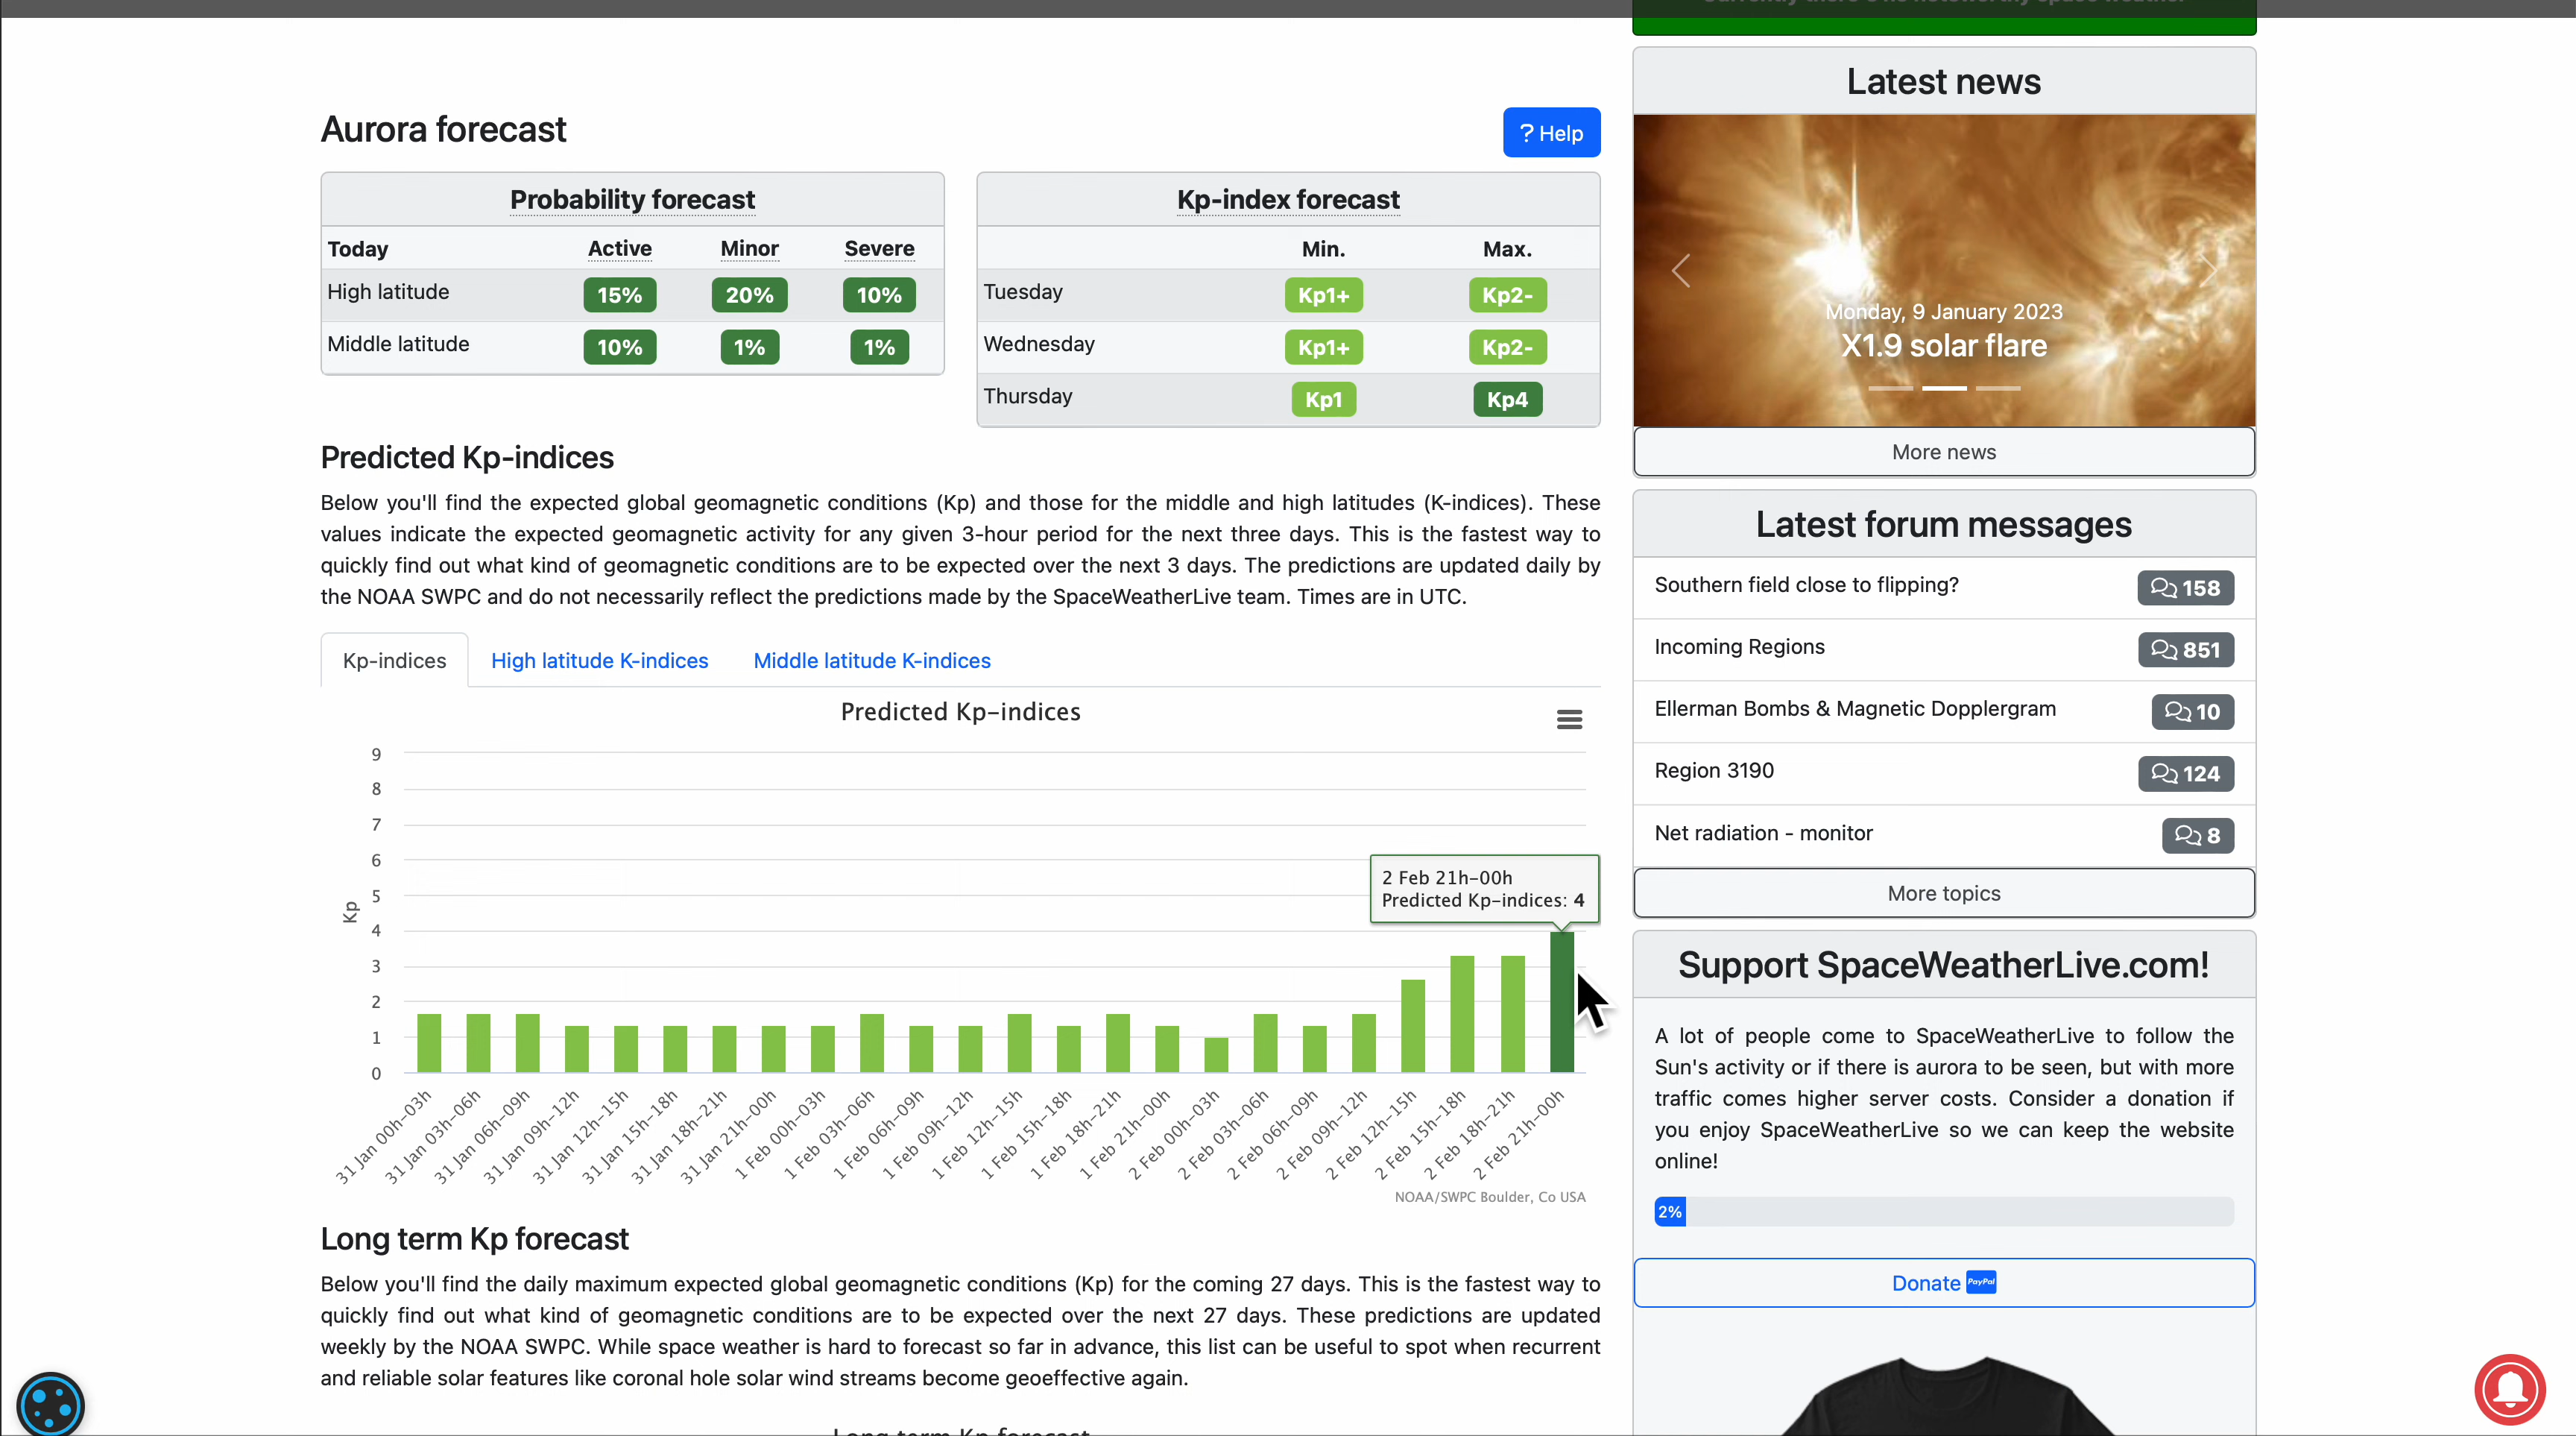 Aurora forecast
? Help
Probability forecast
Today Active Minor Severe
High latitude 15% 20% 10%
Middle latitude 10% 1% 1%
Kp-index forecast
Min. Max.
Tuesday Kp1+ Kp2-
Wednesday Kp1+ Kp2-
Thursday Kp1 Kp4
Predicted Kp-indices
Below you'll find the expected global geomagnetic conditions (Kp) and those for the middle and high latitudes (K-indices). These
values indicate the expected geomagnetic activity for any given 3-hour period for the next three days. This is the fastest way to
quickly find out what kind of geomagnetic conditions are to be expected over the next 3 days. The predictions are updated daily by
the NOAA SWPC and do not necessarily reflect the predictions made by the SpaceWeatherLive team. Times are in UTC.
Kp-indices High latitude K-indices Middle latitude K-indices
Predicted Kp-indices
9
8
7
6
5
4
3
2
1
0
Kp
2 Feb 21h-00h
Predicted Kp-indices: 4
31 Jan 00h-03h
31 Jan 03h-06h
31 Jan 06h-09h
31 Jan 09h-12h
31 Jan 12h-15h
31 Jan 15h-18h
31 Jan 18h-21h
31 Jan 21h-00h
1 Feb 00h-03h
1 Feb 03h-06h
1 Feb 06h-09h
1 Feb 09h-12h
1 Feb 12h-15h
1 Feb 15h-18h
1 Feb 18h-21h
1 Feb 21h-00h
2 Feb 00h-03h
2 Feb 03h-06h
2 Feb 06h-09h
2 Feb 09h-12h
2 Feb 12h-15h
2 Feb 15h-18h
2 Feb 18h-21h
2 Feb 21h-00h
NOAA/SWPC Boulder, Co USA
Long term Kp forecast
Below you'll find the daily maximum expected global geomagnetic conditions (Kp) for the coming 27 days. This is the fastest way to
quickly find out what kind of geomagnetic conditions are to be expected over the next 27 days. These predictions are updated
weekly by the NOAA SWPC. While space weather is hard to forecast so far in advance, this list can be useful to spot when recurrent
and reliable solar features like coronal hole solar wind streams become geoeffective again.
Long term Kp forecast
Latest news
Monday, 9 January 2023
X1.9 solar flare
More news
Latest forum messages
Southern field close to flipping? 158
Incoming Regions 851
Ellerman Bombs & Magnetic Dopplergram 10
Region 3190 124
Net radiation - monitor 8
More topics
Support SpaceWeatherLive.com!
A lot of people come to SpaceWeatherLive to follow the
Sun's activity or if there is aurora to be seen, but with more
traffic comes higher server costs. Consider a donation if
you enjoy SpaceWeatherLive so we can keep the website
online!
2%
Donate PayPal